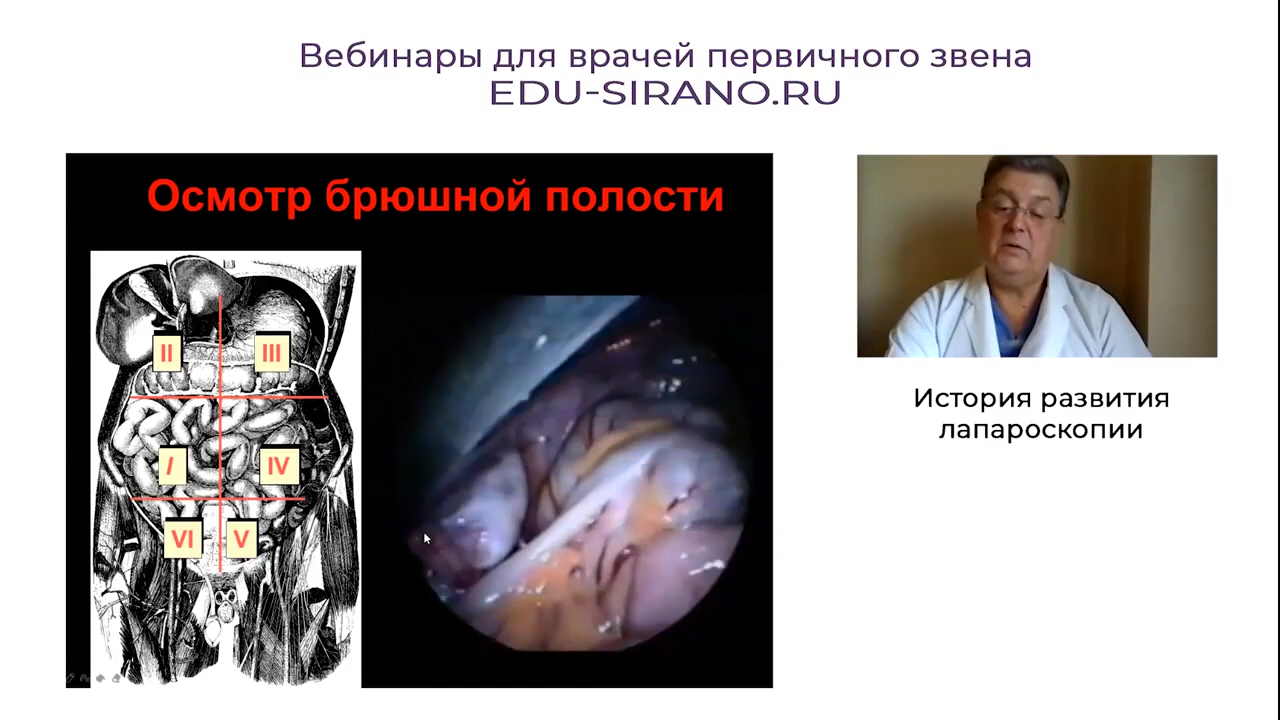 Вебинары для врачей первичного звена
EDU-SIRANO.RU
Осмотр брюшной полости
II
III
I
IV
VI
V
История развития
лапароскопии